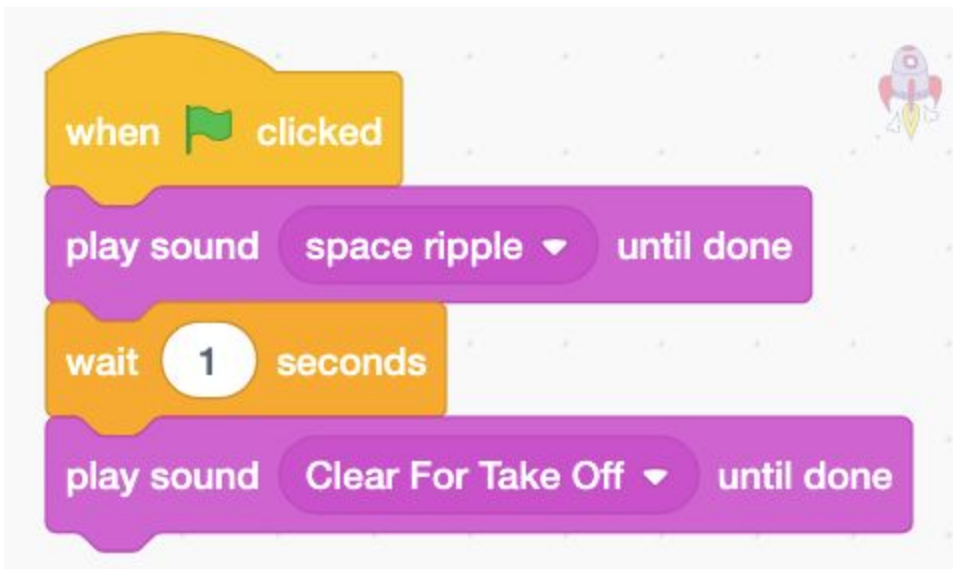 when clicked
play sound space ripple until done
wait 1 seconds
play sound Clear For Take Off until done